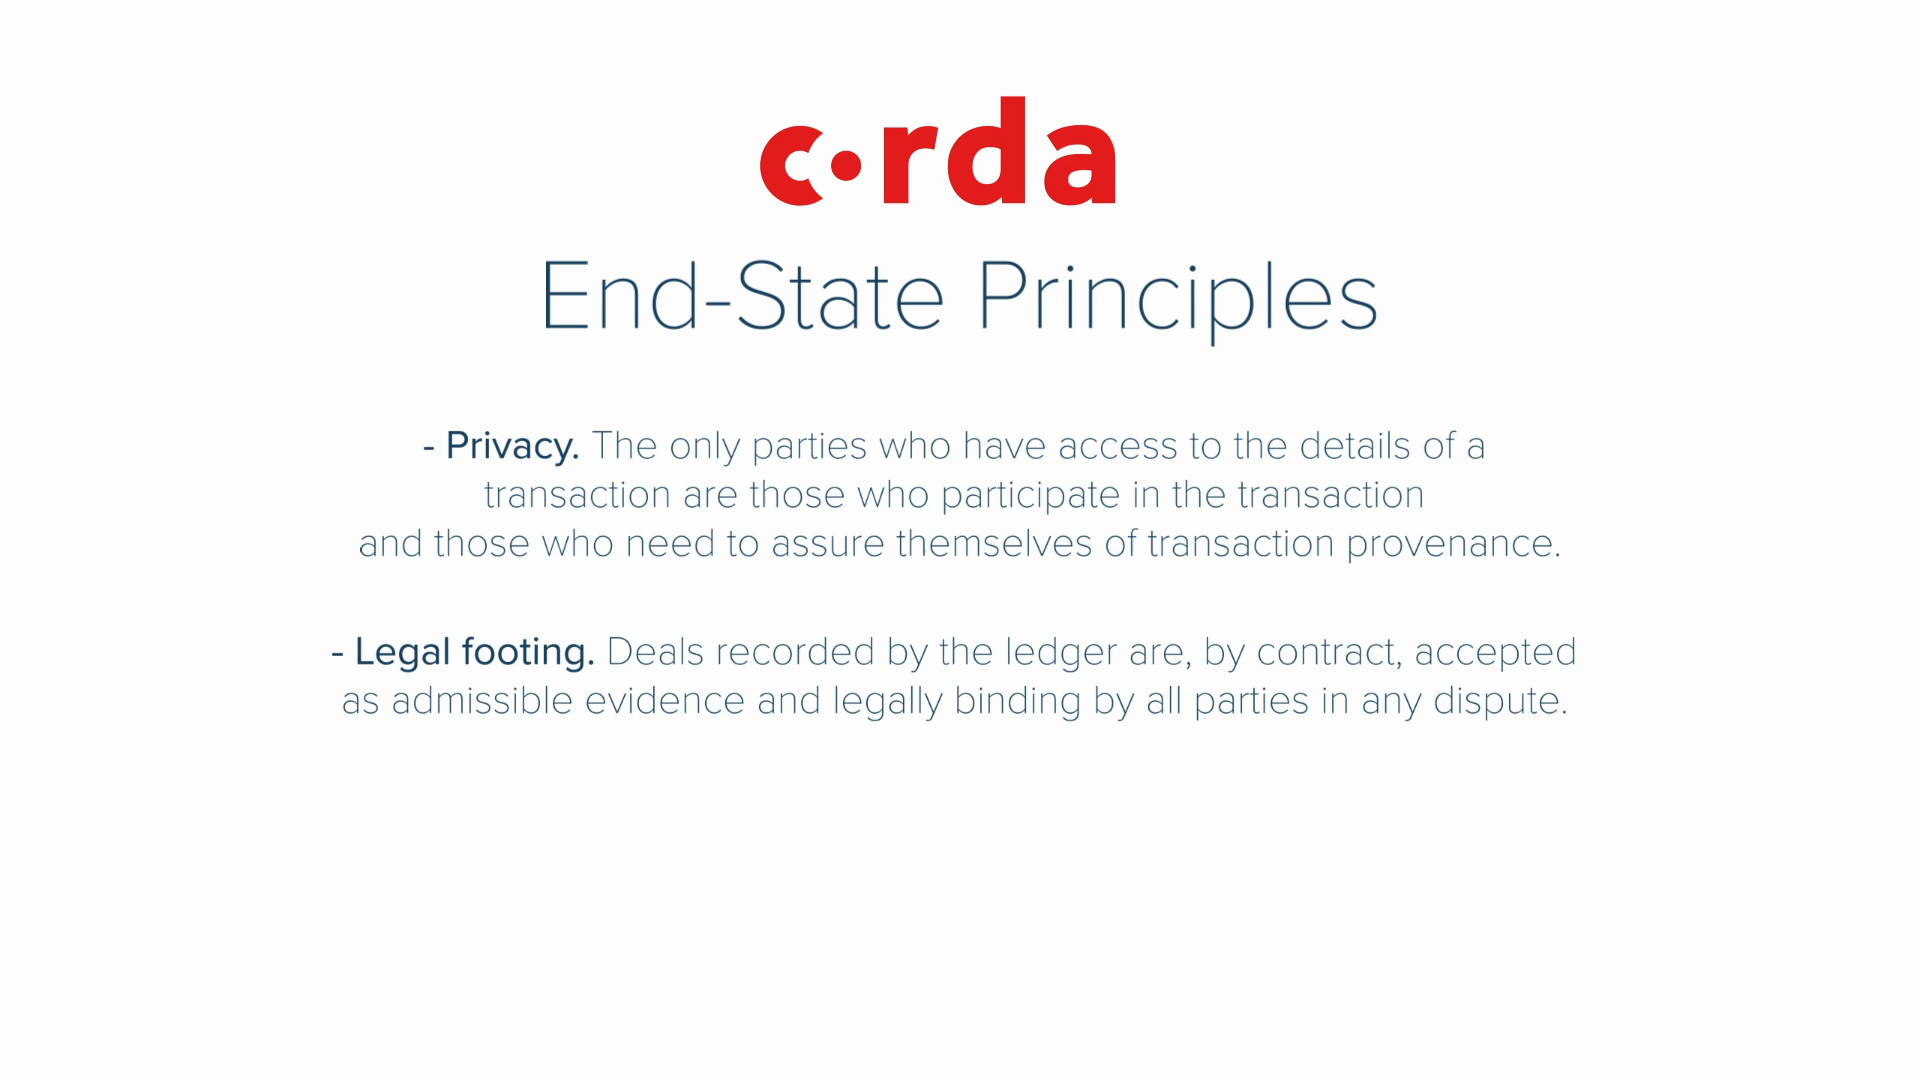 c•rda
End-State Principles
- Privacy. The only parties who have access to the details of a
transaction are those who participate in the transaction
and those who need to assure themselves of transaction provenance.
- Legal footing. Deals recorded by the ledger are, by contract, accepted
as admissible evidence and legally binding by all parties in any dispute.